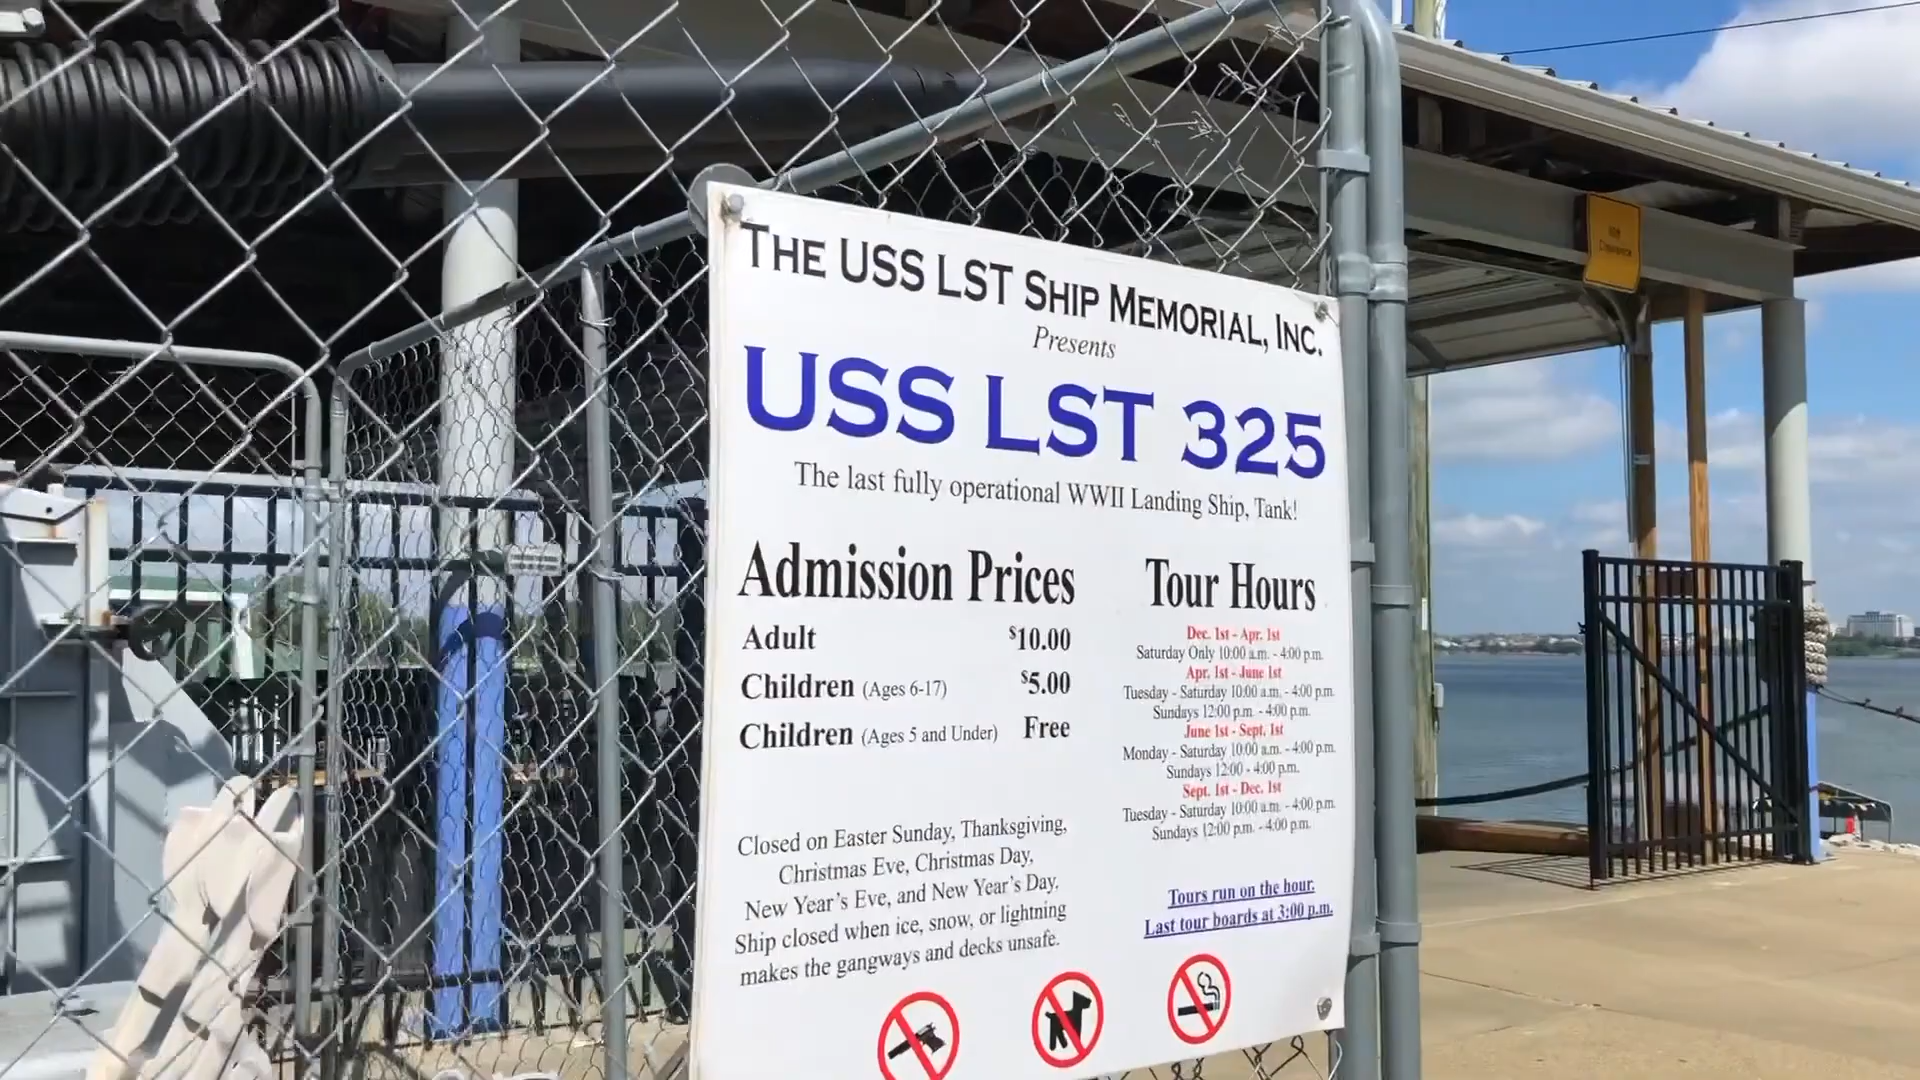 THE USS LST SHIP MEMORIAL, INC.
Presents
USS LST 325
The last fully operational WWII Landing Ship, Tank!
Admission Prices
Adult $10.00
Children (Ages 6-17) $5.00
Children (Ages 5 and Under) Free
Closed on Easter Sunday, Thanksgiving,
Christmas Eve, Christmas Day,
New Year's Eve, and New Year's Day.
Ship closed when ice, snow, or lightning
makes the gangways and decks unsafe.
Tour Hours
Dec. 1st - Apr. 1st
Saturday Only 10:00 a.m. - 4:00 p.m.
Apr. 1st - June 1st
Tuesday - Saturday 10:00 a.m. - 4:00 p.m.
Sundays 12:00 p.m. - 4:00 p.m.
June 1st - Sept. 1st
Monday - Saturday 10:00 a.m. - 4:00 p.m.
Sundays 12:00 - 4:00 p.m.
Sept. 1st - Dec. 1st
Tuesday - Saturday 10:00 a.m. - 4:00 p.m.
Sundays 12:00 p.m. - 4:00 p.m.
Tours run on the hour.
Last tour boards at 3:00 p.m.
Clearance